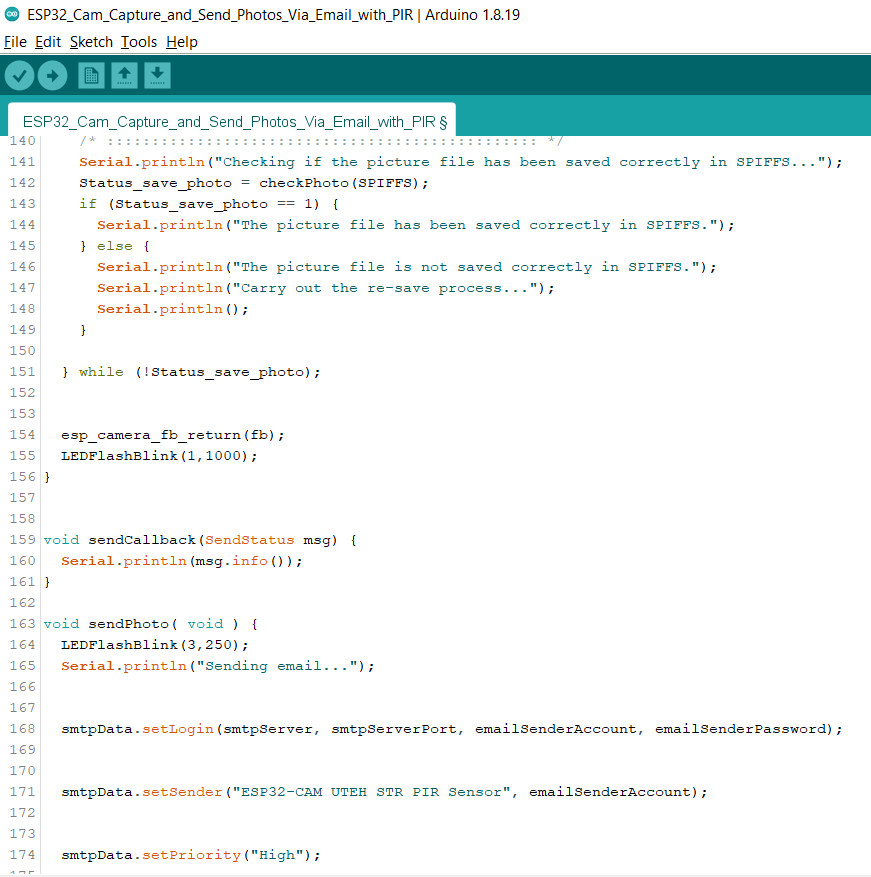 ESP32_Cam_Capture_and_Send_Photos_Via_Email_with_PIR | Arduino 1.8.19
File Edit Sketch Tools Help
ESP32_Cam_Capture_and_Send_Photos_Via_Email_with_PIR §
140     /* :::::::::::::::::::::::::::::::::::::::::::::::: */
141     Serial.println("Checking if the picture file has been saved correctly in SPIFFS...");
142     Status_save_photo = checkPhoto(SPIFFS);
143     if (Status_save_photo == 1) {
144       Serial.println("The picture file has been saved correctly in SPIFFS.");
145     } else {
146       Serial.println("The picture file is not saved correctly in SPIFFS.");
147       Serial.println("Carry out the re-save process...");
148       Serial.println();
149     }
150
151   } while (!Status_save_photo);
152
153
154   esp_camera_fb_return(fb);
155   LEDFlashBlink(1,1000);
156 }
157
158
159 void sendCallback(SendStatus msg) {
160   Serial.println(msg.info());
161 }
162
163 void sendPhoto( void ) {
164   LEDFlashBlink(3,250);
165   Serial.println("Sending email...");
166
167
168   smtpData.setLogin(smtpServer, smtpServerPort, emailSenderAccount, emailSenderPassword);
169
170
171   smtpData.setSender("ESP32-CAM UTEH STR PIR Sensor", emailSenderAccount);
172
173
174   smtpData.setPriority("High");
175